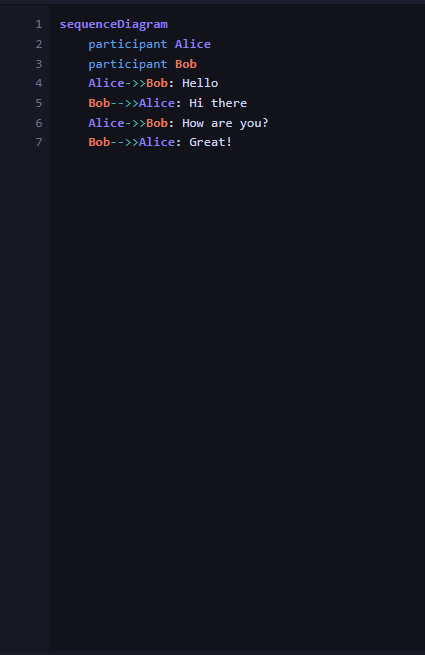 1 sequenceDiagram
2     participant Alice
3     participant Bob
4     Alice->>Bob: Hello
5     Bob-->>Alice: Hi there
6     Alice->>Bob: How are you?
7     Bob-->>Alice: Great!